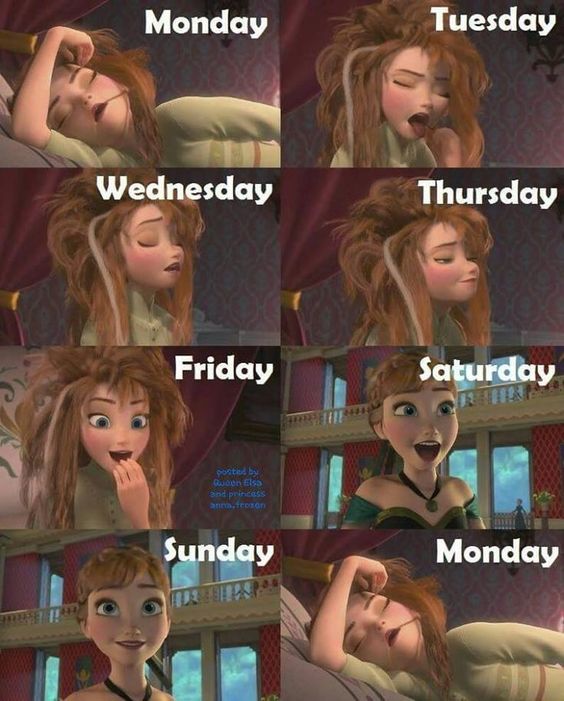 Monday
Tuesday
Wednesday
Thursday
Friday
Saturday
posted by
Queen Elsa
and princess
anna.frozen
Sunday
Monday